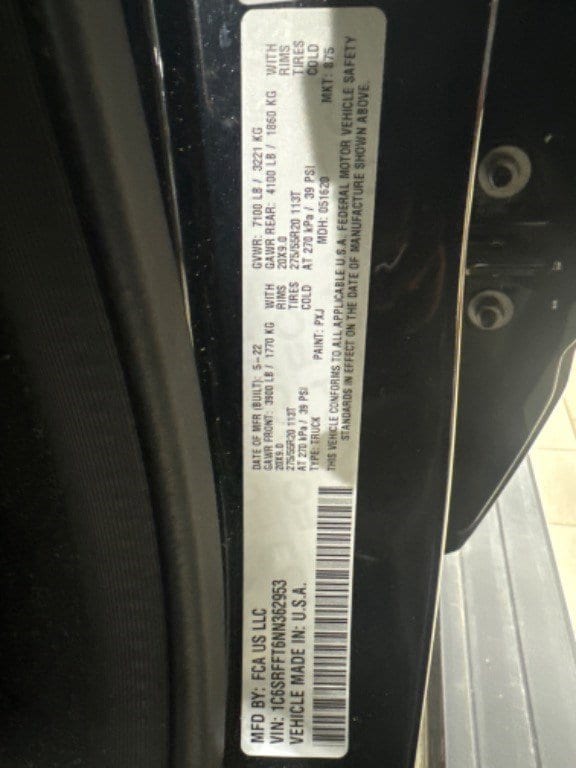 MFD BY: FCA US LLC
VIN: 1C6SRFFT6NN362953
VEHICLE MADE IN: U.S.A.
DATE OF MFR (BUILT): 5-22
GAWR FRONT: 3900 LB / 1770 KG WITH
20X9.0 RIMS
275/55R20 113T TIRES
AT 270 kPa / 39 PSI COLD
TYPE: TRUCK
GVWR: 7100 LB / 3221 KG
GAWR REAR: 4100 LB / 1860 KG WITH
20X9.0 RIMS
275/55R20 113T TIRES
AT 270 kPa / 39 PSI COLD
PAINT: PXJ MDH: 051620 MKT: 875
THIS VEHICLE CONFORMS TO ALL APPLICABLE U.S.A. FEDERAL MOTOR VEHICLE SAFETY
STANDARDS IN EFFECT ON THE DATE OF MANUFACTURE SHOWN ABOVE.